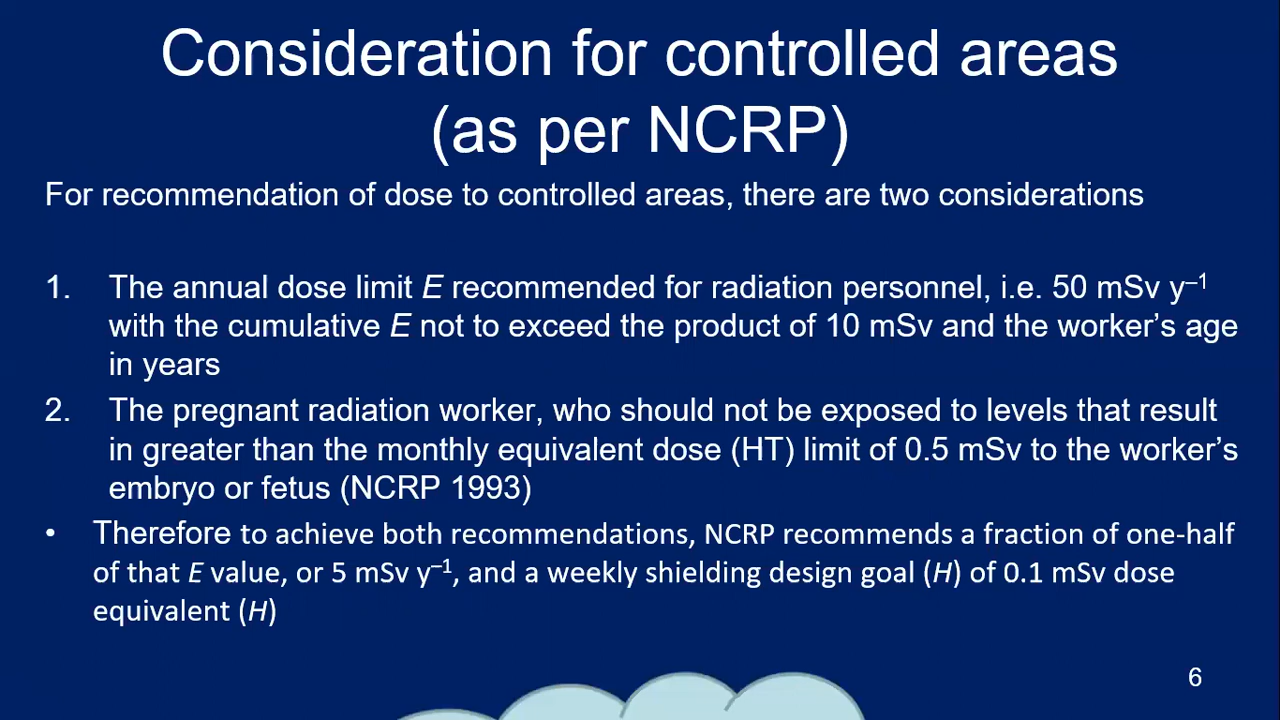 Consideration for controlled areas
(as per NCRP)
For recommendation of dose to controlled areas, there are two considerations
1. The annual dose limit E recommended for radiation personnel, i.e. 50 mSv y⁻¹
with the cumulative E not to exceed the product of 10 mSv and the worker's age
in years
2. The pregnant radiation worker, who should not be exposed to levels that result
in greater than the monthly equivalent dose (HT) limit of 0.5 mSv to the worker's
embryo or fetus (NCRP 1993)
• Therefore to achieve both recommendations, NCRP recommends a fraction of one-half
of that E value, or 5 mSv y⁻¹, and a weekly shielding design goal (H) of 0.1 mSv dose
equivalent (H)
6